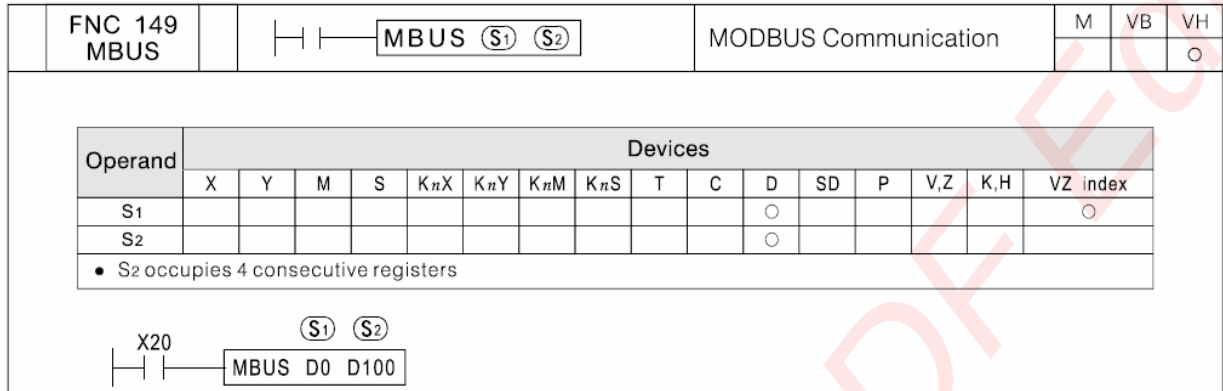 FNC 149
MBUS
MBUS S1 S2
MODBUS Communication
M VB VH
○
Operand Devices
X Y M S KnX KnY KnM KnS T C D SD P V,Z K,H VZ index
S1 ○ ○
S2 ○
• S2 occupies 4 consecutive registers
S1 S2
X20
MBUS D0 D100